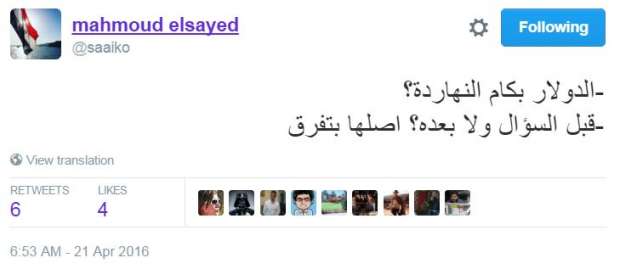 mahmoud elsayed
@saaiko
Following
-الدولار بكام النهاردة؟
-قبل السؤال ولا بعده؟ اصلها بتفرق
View translation
RETWEETS LIKES
6 4
6:53 AM - 21 Apr 2016